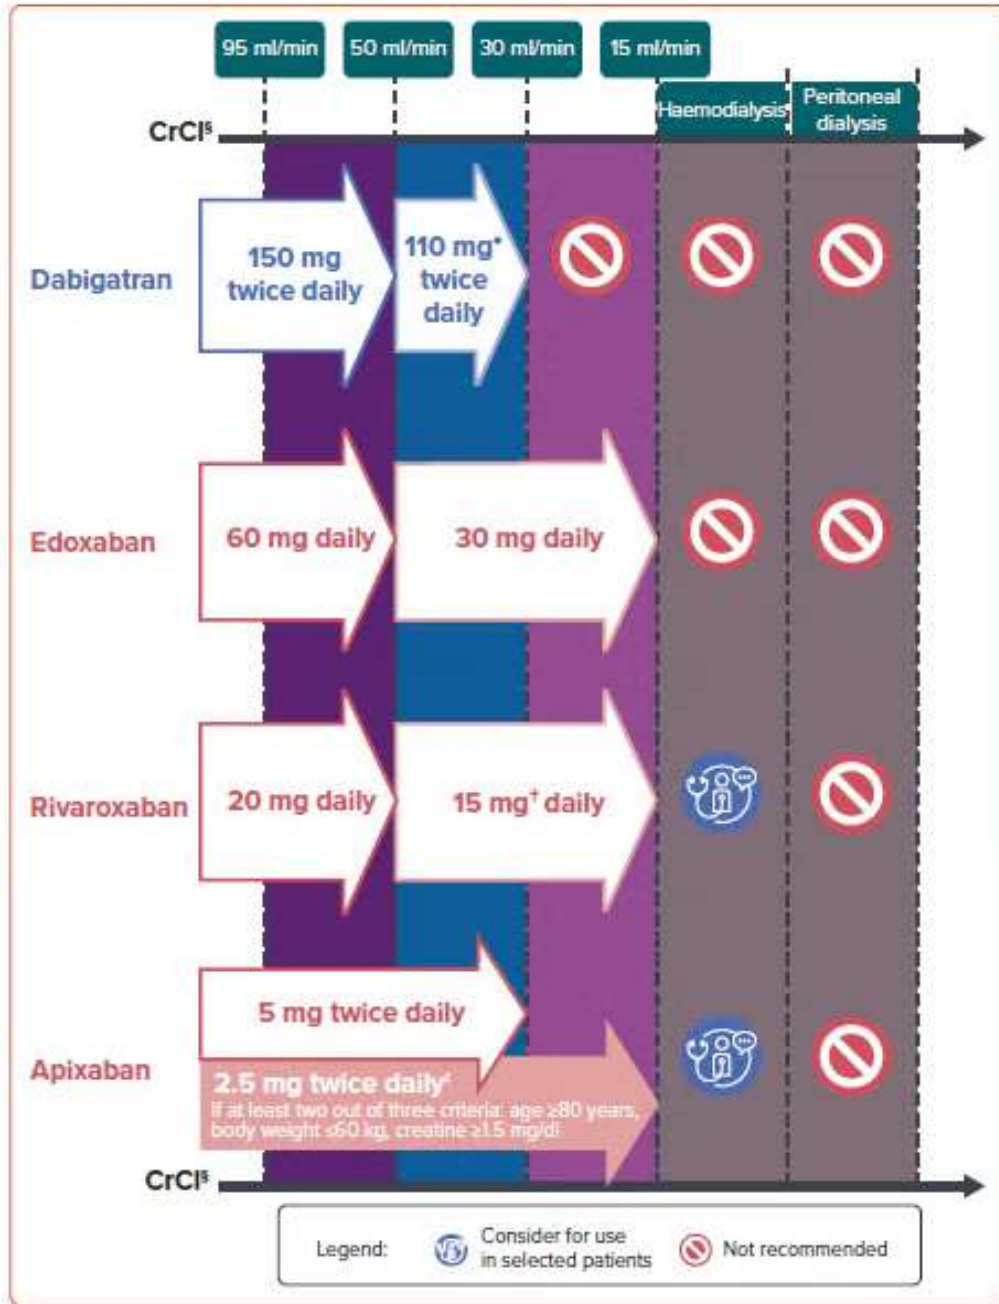 95 ml/min 50 ml/min 30 ml/min 15 ml/min
Haemodialysis
Peritoneal
dialysis
CrCl§
Dabigatran
150 mg
twice daily
110 mg*
twice
daily
Edoxaban
60 mg daily
30 mg daily
Rivaroxaban
20 mg daily
15 mg† daily
Apixaban
5 mg twice daily
2.5 mg twice daily‡
If at least two out of three criteria: age ≥80 years,
body weight ≤60 kg, creatine ≥1.5 mg/dl
CrCl§
Legend:
Consider for use
in selected patients
Not recommended